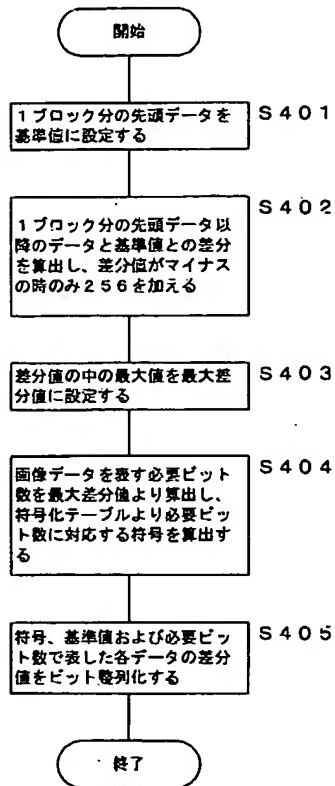 開始
1ブロック分の先頭データを
基準値に設定する
S401
1ブロック分の先頭データ以
降のデータと基準値との差分
を算出し、差分値がマイナス
の時のみ256を加える
S402
差分値の中の最大値を最大差
分値に設定する
S403
画像データを表す必要ビット
数を最大差分値より算出し、
符号化テーブルより必要ビッ
ト数に対応する符号を算出す
る
S404
符号、基準値および必要ビッ
ト数で表した各データの差分
値をビット整列化する
S405
終了